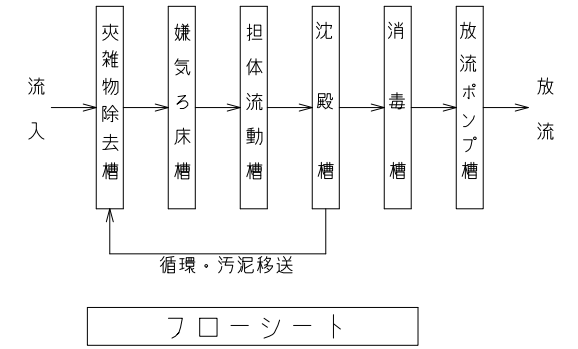 流入
夾雑物除去槽
嫌気ろ床槽
担体流動槽
沈殿槽
消毒槽
放流ポンプ槽
放流
循環・汚泥移送
フローシート